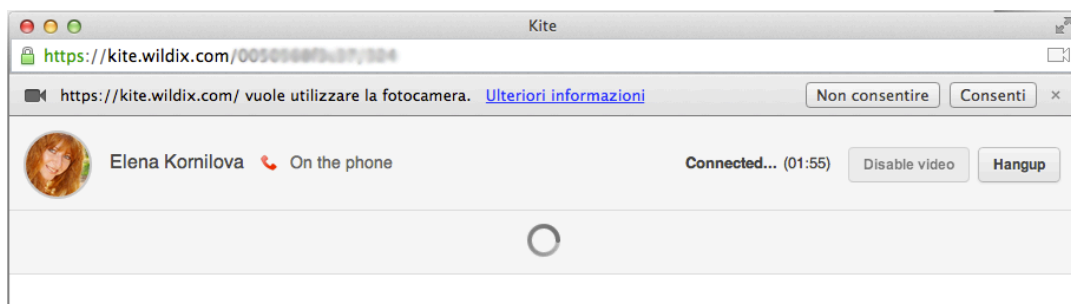 Kite
https://kite.wildix.com/
https://kite.wildix.com/ vuole utilizzare la fotocamera. Ulteriori informazioni Non consentire Consenti ×
Elena Kornilova On the phone Connected... (01:55) Disable video Hangup